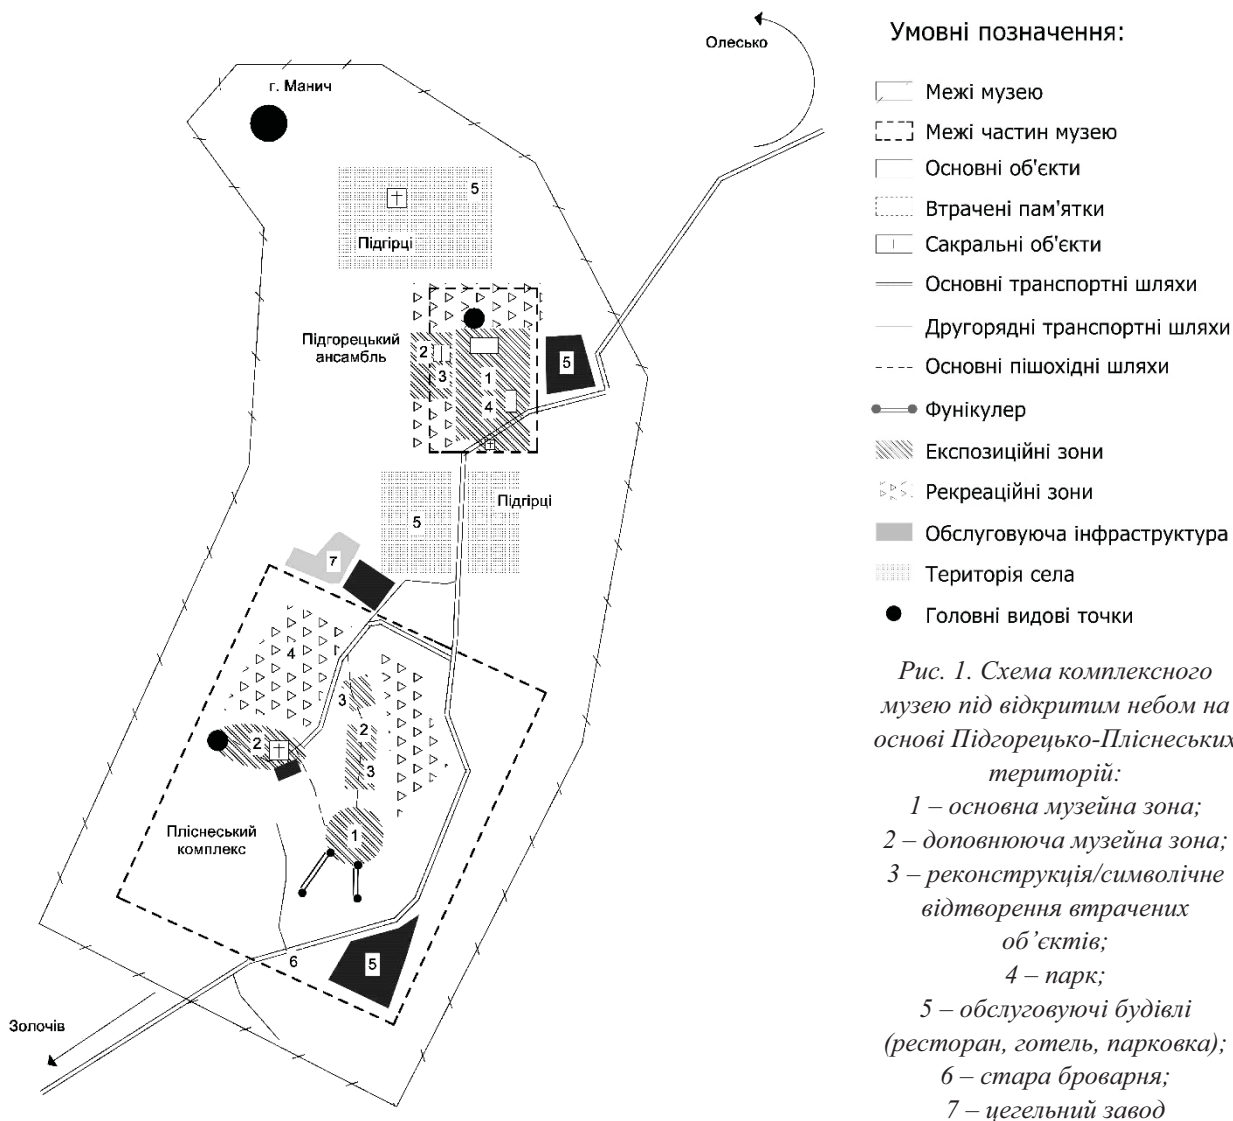 Олесько
г. Манич
5
Підгірці
Підгорецький
ансамбль
2
3
1
4
5
Підгірці
5
7
4
3
2
2
3
1
Пліснеський
комплекс
6
5
Золочів
Умовні позначення:
Межі музею
Межі частин музею
Основні об'єкти
Втрачені пам'ятки
Сакральні об'єкти
Основні транспортні шляхи
Другорядні транспортні шляхи
Основні пішохідні шляхи
Фунікулер
Експозиційні зони
Рекреаційні зони
Обслуговуюча інфраструктура
Територія села
Головні видові точки
Рис. 1. Схема комплексного
музею під відкритим небом на
основі Підгорецько-Пліснеських
територій:
1 – основна музейна зона;
2 – доповнююча музейна зона;
3 – реконструкція/символічне
відтворення втрачених
об’єктів;
4 – парк;
5 – обслуговуючі будівлі
(ресторан, готель, парковка);
6 – стара броварня;
7 – цегельний завод